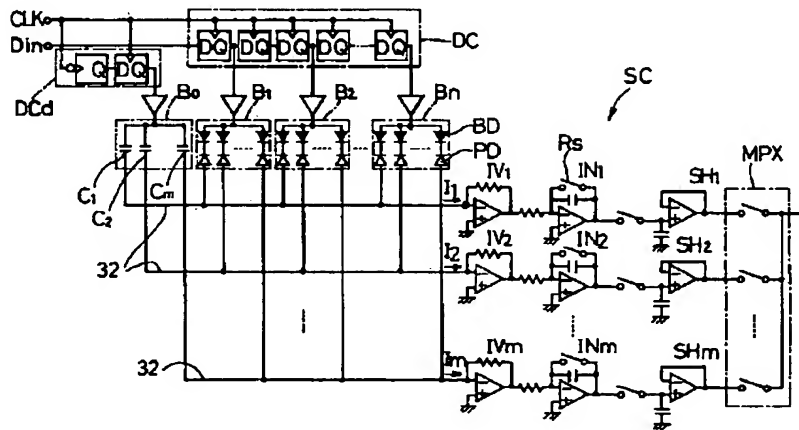 CLK
Din
DQ DQ DQ DQ DQ
DC
Q DQ
DCd
B0 B1 B2 Bn
SC
BD
PD
Rs
MPX
C1
C2
Cm
I1 IV1 IN1 SH1
32
I2 IV2 IN2 SH2
32
Im IVm INm SHm